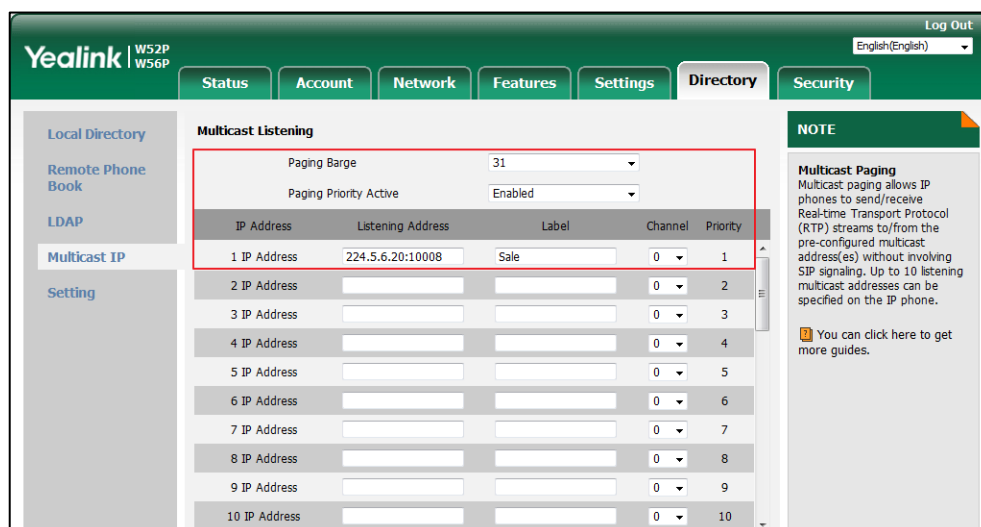 Log Out
Yealink W52P W56P
English(English)
Status Account Network Features Settings Directory Security
Local Directory
Remote Phone
Book
LDAP
Multicast IP
Setting
Multicast Listening
Paging Barge 31
Paging Priority Active Enabled
IP Address Listening Address Label Channel Priority
1 IP Address 224.5.6.20:10008 Sale 0 1
2 IP Address 0 2
3 IP Address 0 3
4 IP Address 0 4
5 IP Address 0 5
6 IP Address 0 6
7 IP Address 0 7
8 IP Address 0 8
9 IP Address 0 9
10 IP Address 0 10
NOTE
Multicast Paging
Multicast paging allows IP
phones to send/receive
Real-time Transport Protocol
(RTP) streams to/from the
pre-configured multicast
address(es) without involving
SIP signaling. Up to 10 listening
multicast addresses can be
specified on the IP phone.
? You can click here to get
more guides.